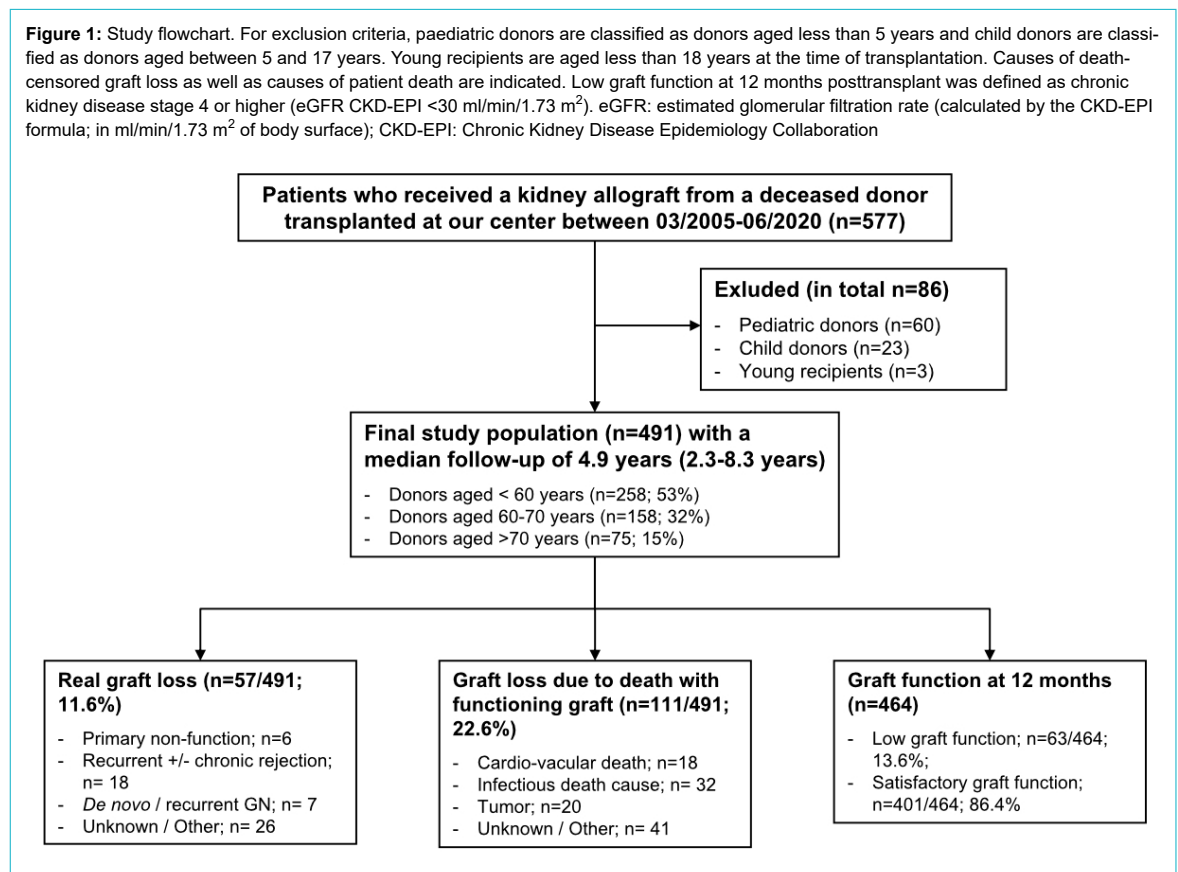 Figure 1: Study flowchart. For exclusion criteria, paediatric donors are classified as donors aged less than 5 years and child donors are classi-
fied as donors aged between 5 and 17 years. Young recipients are aged less than 18 years at the time of transplantation. Causes of death-
censored graft loss as well as causes of patient death are indicated. Low graft function at 12 months posttransplant was defined as chronic
kidney disease stage 4 or higher (eGFR CKD-EPI <30 ml/min/1.73 m²). eGFR: estimated glomerular filtration rate (calculated by the CKD-EPI
formula; in ml/min/1.73 m² of body surface); CKD-EPI: Chronic Kidney Disease Epidemiology Collaboration
Patients who received a kidney allograft from a deceased donor
transplanted at our center between 03/2005-06/2020 (n=577)
Exluded (in total n=86)
- Pediatric donors (n=60)
- Child donors (n=23)
- Young recipients (n=3)
Final study population (n=491) with a
median follow-up of 4.9 years (2.3-8.3 years)
- Donors aged < 60 years (n=258; 53%)
- Donors aged 60-70 years (n=158; 32%)
- Donors aged >70 years (n=75; 15%)
Real graft loss (n=57/491;
11.6%)
- Primary non-function; n=6
- Recurrent +/- chronic rejection;
n= 18
- De novo / recurrent GN; n= 7
- Unknown / Other; n= 26
Graft loss due to death with
functioning graft (n=111/491;
22.6%)
- Cardio-vacular death; n=18
- Infectious death cause; n= 32
- Tumor; n=20
- Unknown / Other; n= 41
Graft function at 12 months
(n=464)
- Low graft function; n=63/464;
13.6%;
- Satisfactory graft function;
n=401/464; 86.4%